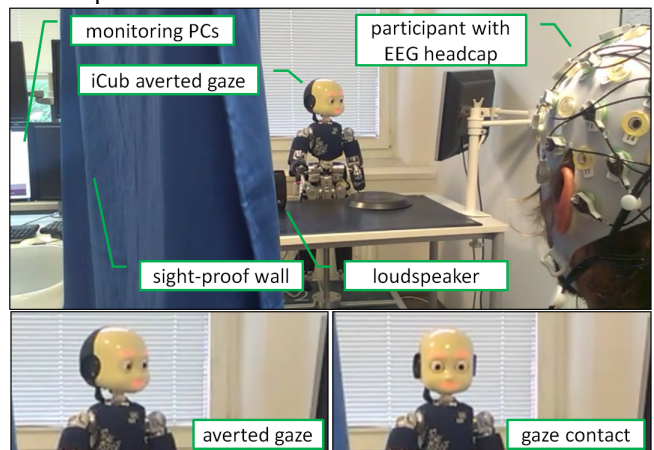 monitoring PCs
participant with
EEG headcap
iCub averted gaze
sight-proof wall
loudspeaker
averted gaze
gaze contact